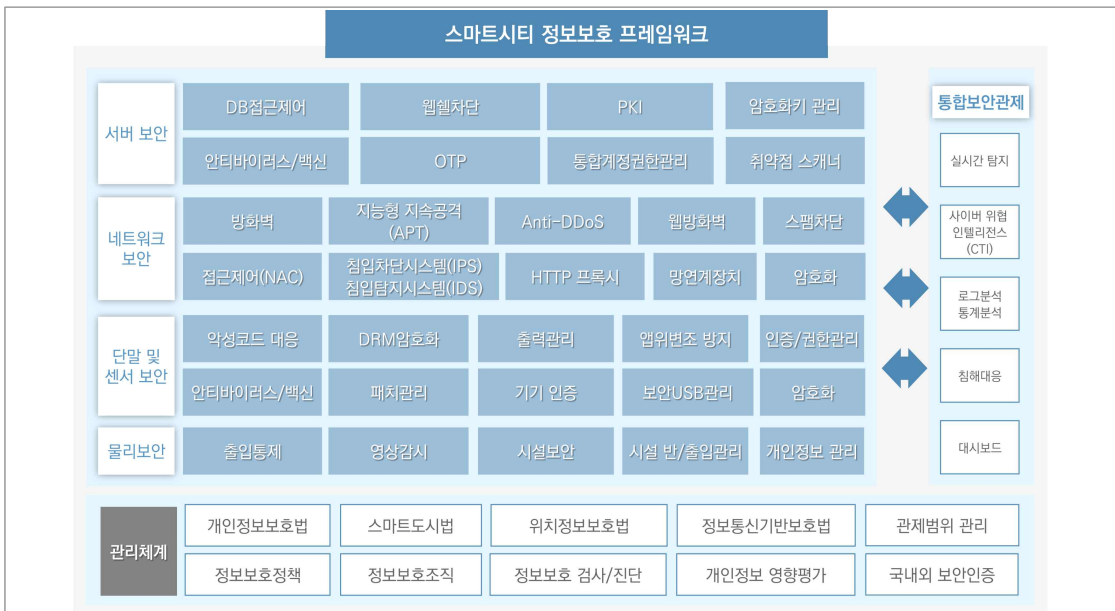 스마트시티 정보보호 프레임워크
서버 보안
DB접근제어
웹쉘차단
PKI
암호화키 관리
안티바이러스/백신
OTP
통합계정권한관리
취약점 스캐너
네트워크
보안
방화벽
지능형 지속공격
(APT)
Anti-DDoS
웹방화벽
스팸차단
접근제어(NAC)
침입차단시스템(IPS)
침입탐지시스템(IDS)
HTTP 프록시
망연계장치
암호화
단말 및
센서 보안
악성코드 대응
DRM암호화
출력관리
앱위변조 방지
인증/권한관리
안티바이러스/백신
패치관리
기기 인증
보안USB관리
암호화
물리보안
출입통제
영상감시
시설보안
시설 반/출입관리
개인정보 관리
통합보안관제
실시간 탐지
사이버 위협
인텔리전스
(CTI)
로그분석
통계분석
침해대응
대시보드
관리체계
개인정보보호법
스마트도시법
위치정보보호법
정보통신기반보호법
관제범위 관리
정보보호정책
정보보호조직
정보보호 검사/진단
개인정보 영향평가
국내외 보안인증